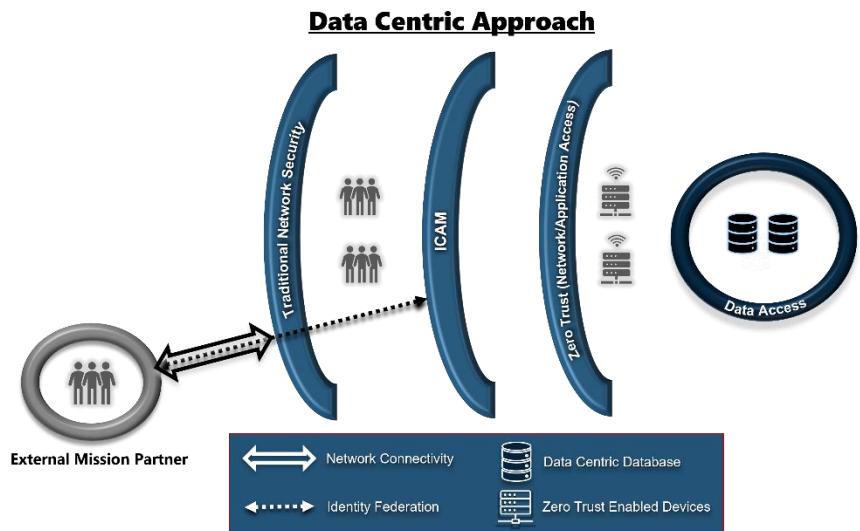 Data Centric Approach
Traditional Network Security
ICAM
Zero Trust (Network/Application Access)
Data Access
External Mission Partner
Network Connectivity
Data Centric Database
Identity Federation
Zero Trust Enabled Devices